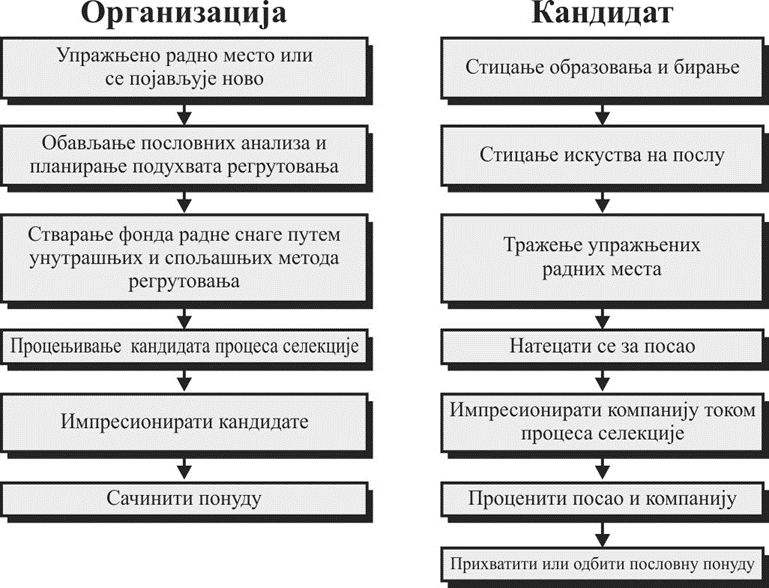 Организација
Упражњено радно место или
се појављује ново
Обављање пословних анализа и
планирање подухвата регрутовања
Стварање фонда радне снаге путем
унутрашњих и спољашњих метода
регрутовања
Процењивање кандидата процеса селекције
Импресионирати кандидате
Сачинити понуду
Кандидат
Стицање образовања и бирање
Стицање искуства на послу
Тражење упражњених
радних места
Натецати се за посао
Импресионирати компанију током
процеса селекције
Проценити посао и компанију
Прихватити или одбити пословну понуду